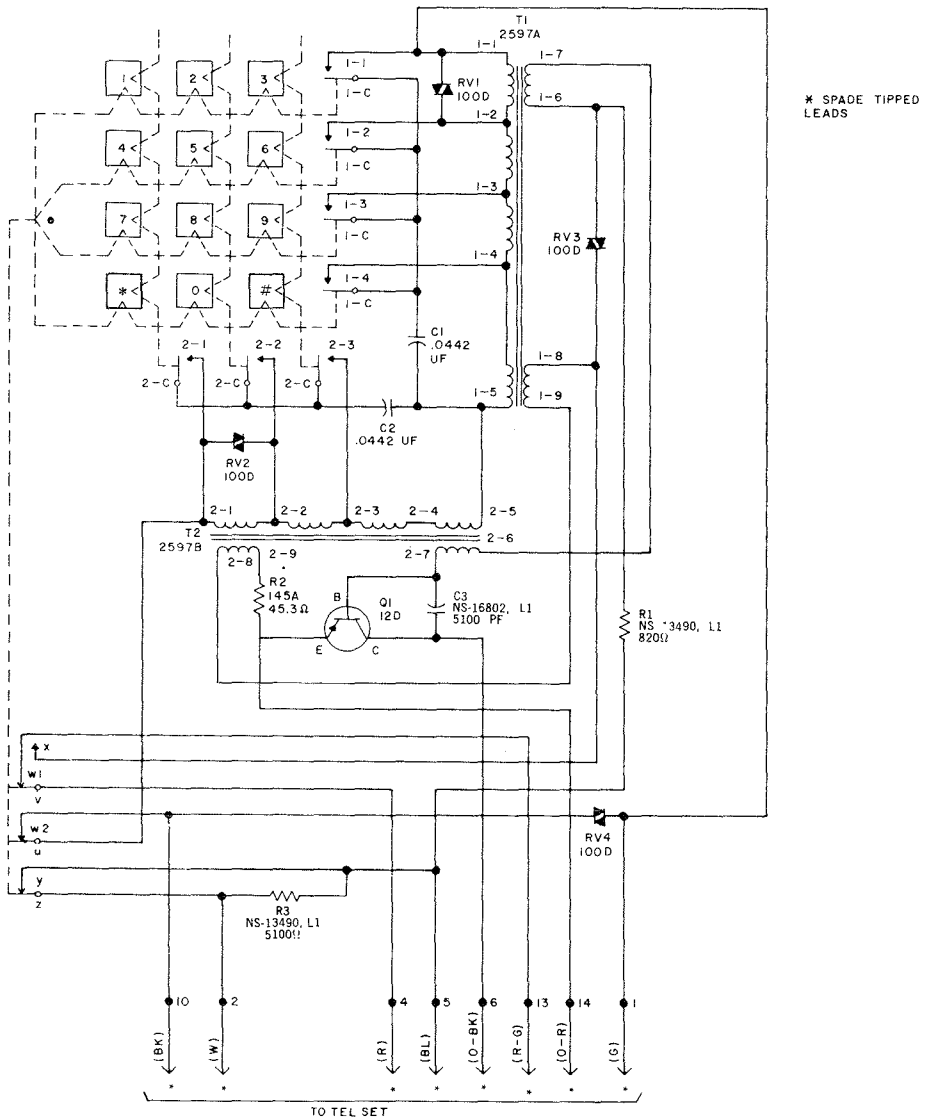 T1
2597A
1-1
1-7
1
2
3
1-1
1-C
RV1
100D
1-6
* SPADE TIPPED
LEADS
1-2
1-2
1-C
4
5
6
1-3
1-3
1-C
7
8
9
RV3
100D
1-4
1-4
1-C
*
0
#
e
C1
.0442
UF
1-8
2-1
2-2
2-3
2-C
2-C
2-C
1-5
1-9
C2
.0442 UF
RV2
100D
2-1
2-2
2-3
2-4
2-5
T2
2597B
2-6
2-8
2-9
2-7
R2
145A
45.3Ω
B
Q1
12D
C3
NS-16802, L1
5100 PF
E
C
R1
NS-13490, L1
820Ω
x
w1
v
w2
u
RV4
100D
y
z
R3
NS-13490, L1
5100Ω
10
2
4
5
6
13
14
1
(BK)
(W)
(R)
(BL)
(O-BK)
(R-G)
(O-R)
(G)
* * * * * * * *
TO TEL SET